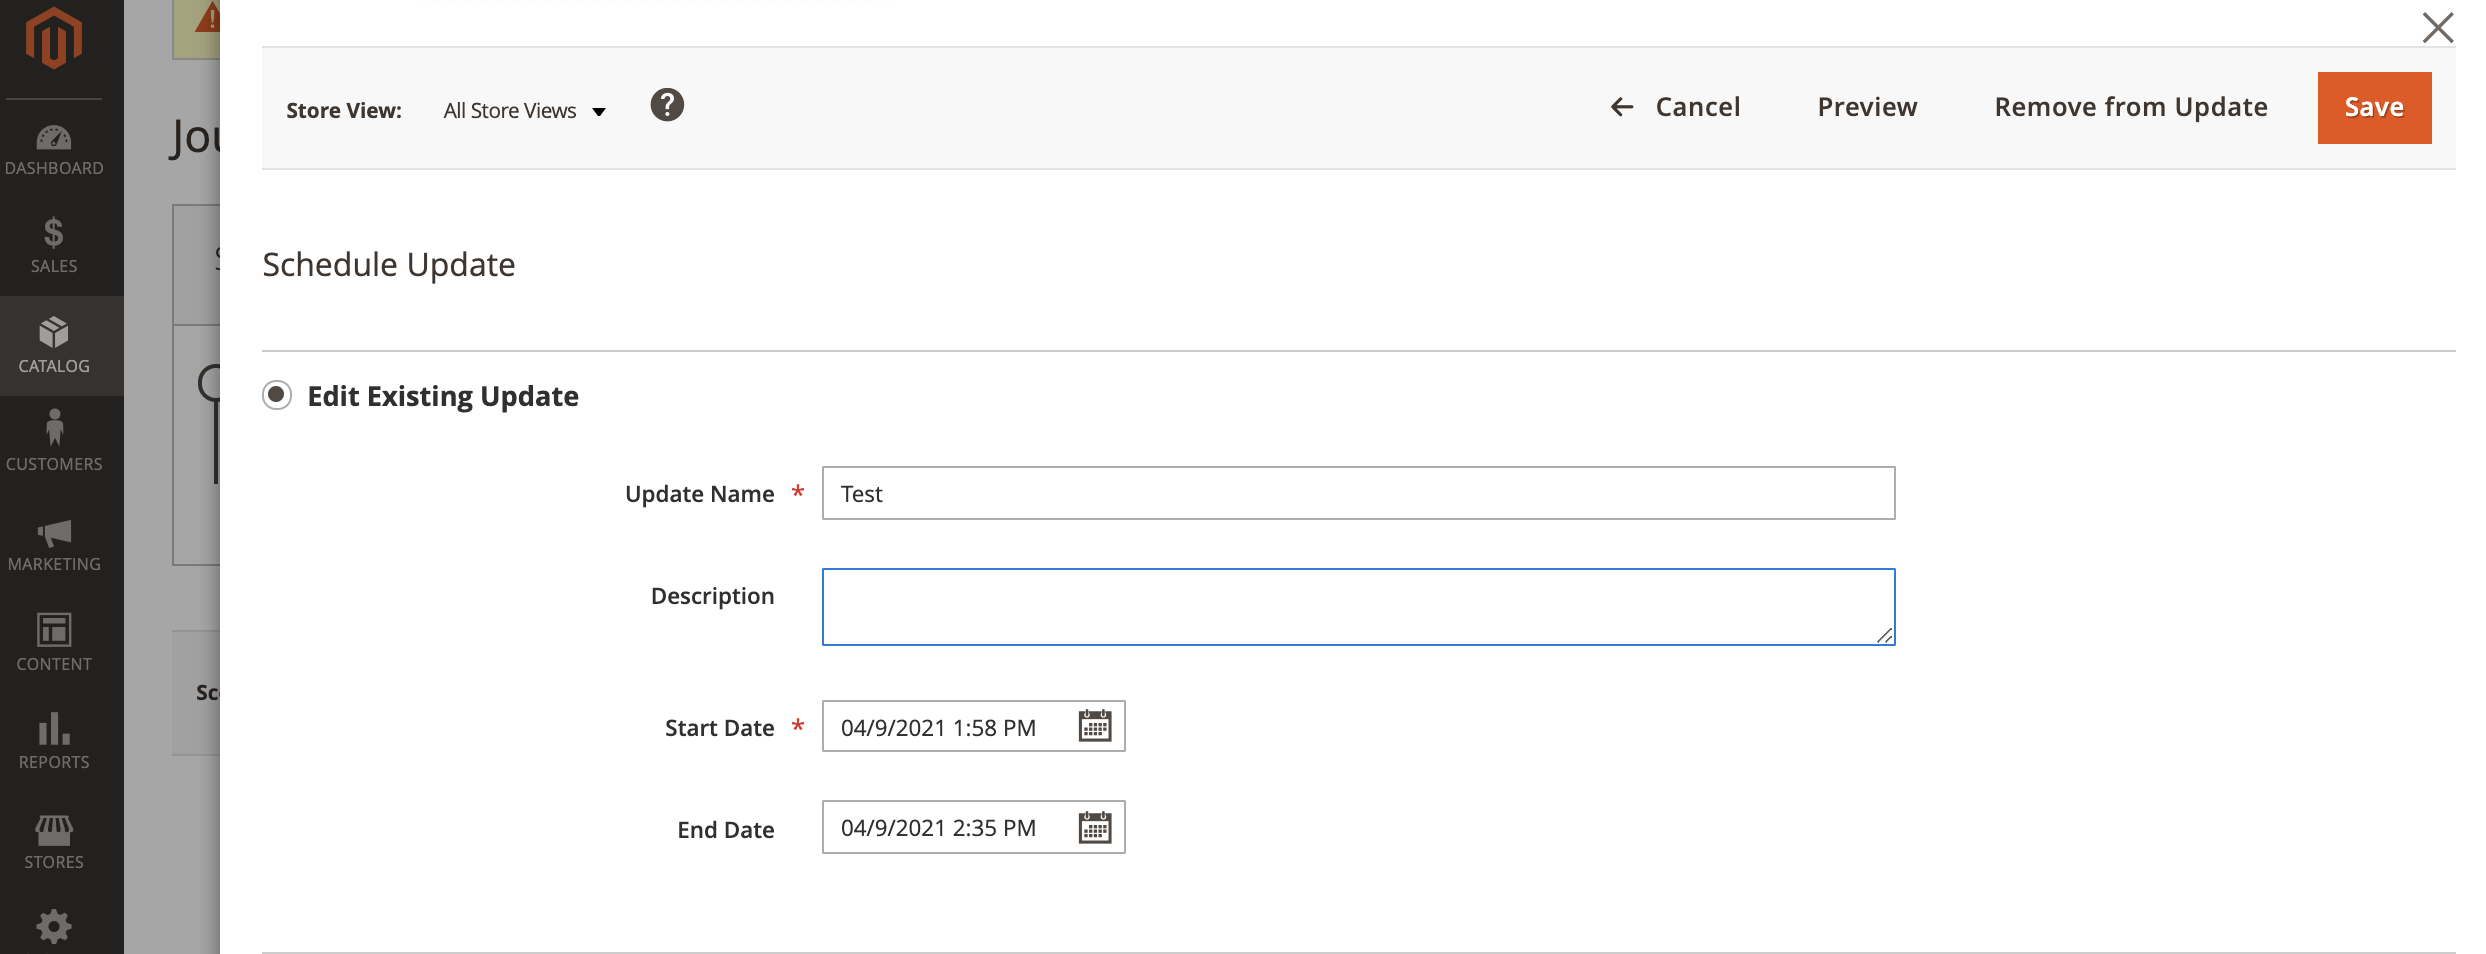 Store View: All Store Views ? Cancel Preview Remove from Update Save
Jou
DASHBOARD
SALES
CATALOG
CUSTOMERS
MARKETING
CONTENT
REPORTS
STORES
Sc
Schedule Update
Edit Existing Update
Update Name * Test
Description
Start Date * 04/9/2021 1:58 PM
End Date 04/9/2021 2:35 PM